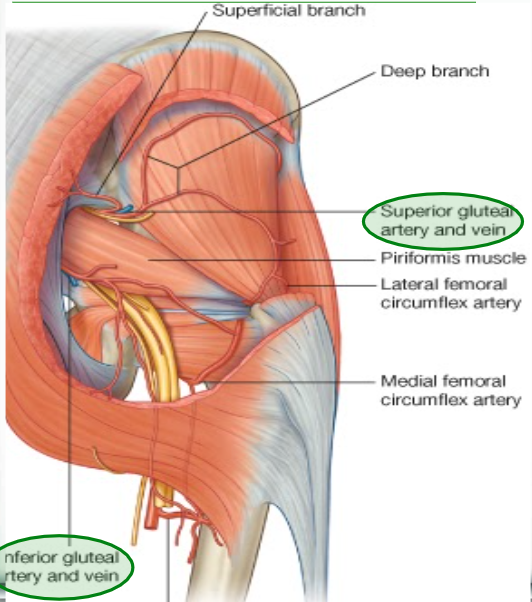 Superficial branch
Deep branch
Superior gluteal
artery and vein
Piriformis muscle
Lateral femoral
circumflex artery
Medial femoral
circumflex artery
nferior gluteal
rtery and vein